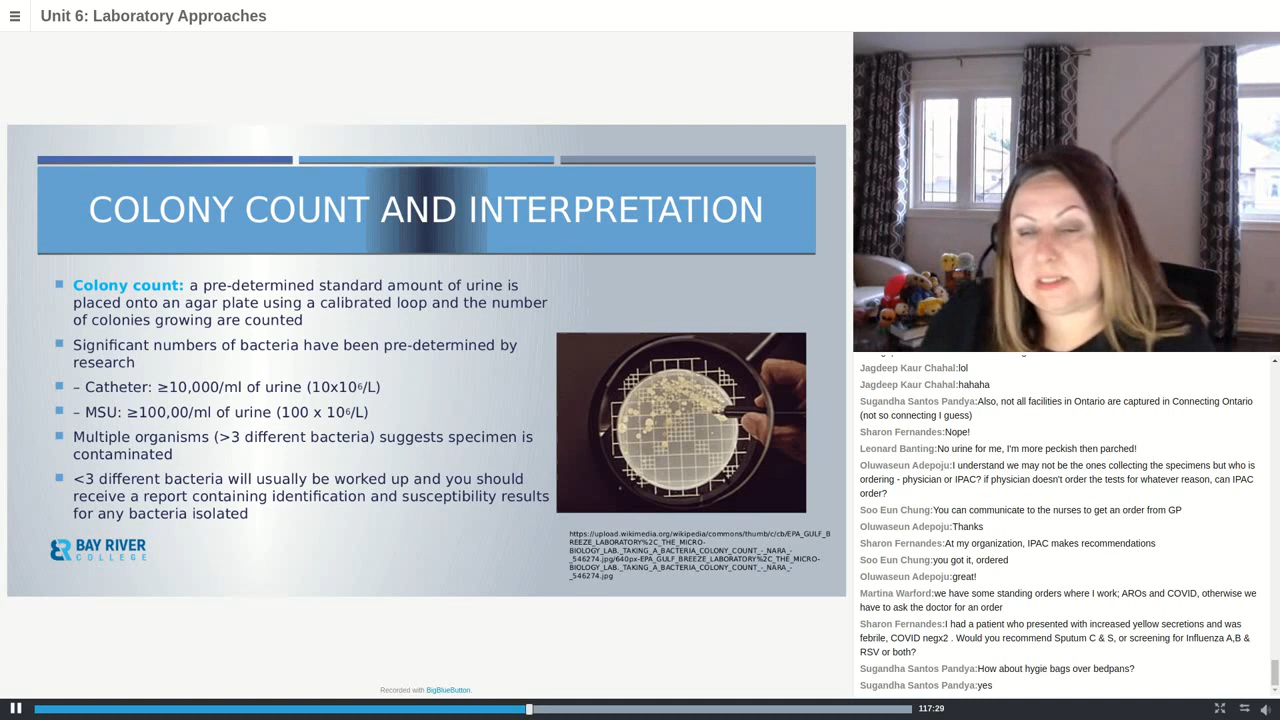 Unit 6: Laboratory Approaches
COLONY COUNT AND INTERPRETATION
Colony count: a pre-determined standard amount of urine is
placed onto an agar plate using a calibrated loop and the number
of colonies growing are counted
Significant numbers of bacteria have been pre-determined by
research
– Catheter: ≥10,000/ml of urine (10x10⁶/L)
– MSU: ≥100,00/ml of urine (100 x 10⁶/L)
Multiple organisms (>3 different bacteria) suggests specimen is
contaminated
<3 different bacteria will usually be worked up and you should
receive a report containing identification and susceptibility results
for any bacteria isolated
BAY RIVER
COLLEGE
https://upload.wikimedia.org/wikipedia/commons/thumb/c/cb/EPA_GULF_B
REEZE_LABORATORY%2C_THE_MICRO-
BIOLOGY_LAB._TAKING_A_BACTERIA_COLONY_COUNT_-_NARA_-
_546274.jpg/640px-EPA_GULF_BREEZE_LABORATORY%2C_THE_MICRO-
BIOLOGY_LAB._TAKING_A_BACTERIA_COLONY_COUNT_-_NARA_-
_546274.jpg
Recorded with BigBlueButton.
Jagdeep Kaur Chahal:lol
Jagdeep Kaur Chahal:hahaha
Sugandha Santos Pandya:Also, not all facilities in Ontario are captured in Connecting Ontario
(not so connecting I guess)
Sharon Fernandes:Nope!
Leonard Banting:No urine for me, I'm more peckish then parched!
Oluwaseun Adepoju:I understand we may not be the ones collecting the specimens but who is
ordering - physician or IPAC? if physician doesn't order the tests for whatever reason, can IPAC
order?
Soo Eun Chung:You can communicate to the nurses to get an order from GP
Oluwaseun Adepoju:Thanks
Sharon Fernandes:At my organization, IPAC makes recommendations
Soo Eun Chung:you got it, ordered
Oluwaseun Adepoju:great!
Martina Warford:we have some standing orders where I work; AROs and COVID, otherwise we
have to ask the doctor for an order
Sharon Fernandes:I had a patient who presented with increased yellow secretions and was
febrile, COVID negx2 . Would you recommend Sputum C & S, or screening for Influenza A,B &
RSV or both?
Sugandha Santos Pandya:How about hygie bags over bedpans?
Sugandha Santos Pandya:yes
117:29